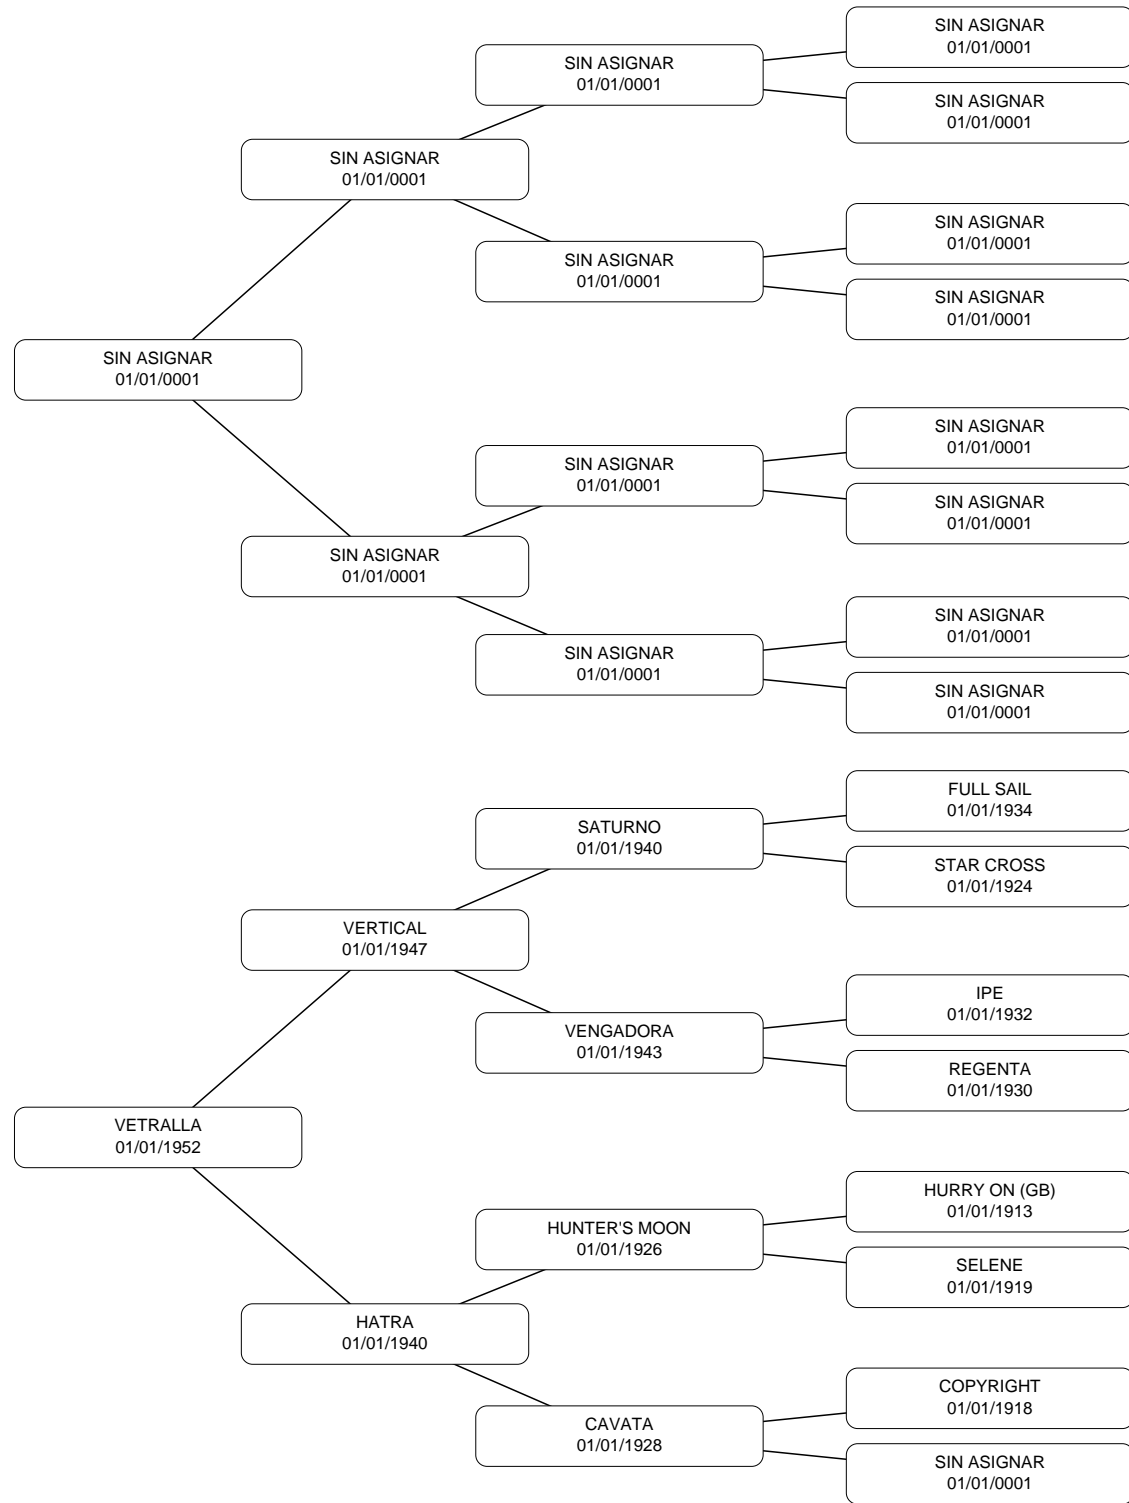 SIN ASIGNAR
01/01/0001
SIN ASIGNAR
01/01/0001
SIN ASIGNAR
01/01/0001
SIN ASIGNAR
01/01/0001
SIN ASIGNAR
01/01/0001
SIN ASIGNAR
01/01/0001
SIN ASIGNAR
01/01/0001
SIN ASIGNAR
01/01/0001
SIN ASIGNAR
01/01/0001
SIN ASIGNAR
01/01/0001
SIN ASIGNAR
01/01/0001
SIN ASIGNAR
01/01/0001
SIN ASIGNAR
01/01/0001
SIN ASIGNAR
01/01/0001
SIN ASIGNAR
01/01/0001
FULL SAIL
01/01/1934
SATURNO
01/01/1940
STAR CROSS
01/01/1924
VERTICAL
01/01/1947
IPE
01/01/1932
VENGADORA
01/01/1943
REGENTA
01/01/1930
VETRALLA
01/01/1952
HURRY ON (GB)
01/01/1913
HUNTER'S MOON
01/01/1926
SELENE
01/01/1919
HATRA
01/01/1940
COPYRIGHT
01/01/1918
CAVATA
01/01/1928
SIN ASIGNAR
01/01/0001